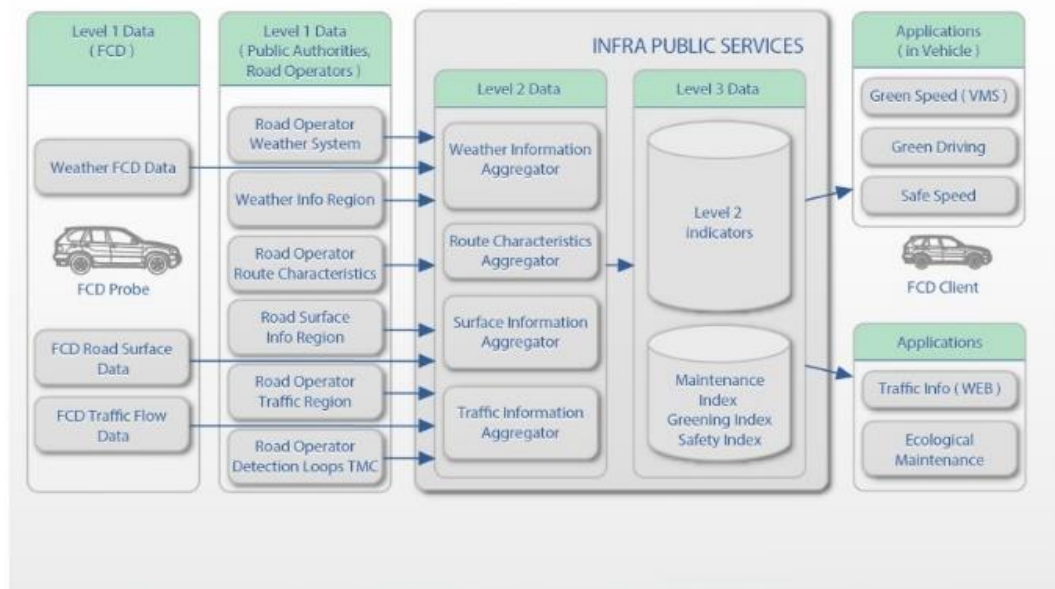 Level 1 Data
( FCD )
Weather FCD Data
FCD Probe
FCD Road Surface
Data
FCD Traffic Flow
Data
Level 1 Data
( Public Authorities,
Road Operators )
Road Operator
Weather System
Weather Info Region
Road Operator
Route Characteristics
Road Surface
Info Region
Road Operator
Traffic Region
Road Operator
Detection Loops TMC
INFRA PUBLIC SERVICES
Level 2 Data
Weather Information
Aggregator
Route Characteristics
Aggregator
Surface Information
Aggregator
Traffic Information
Aggregator
Level 3 Data
Level 2
indicators
Maintenance
Index
Greening Index
Safety Index
Applications
( in Vehicle )
Green Speed ( VMS )
Green Driving
Safe Speed
FCD Client
Applications
Traffic Info ( WEB )
Ecological
Maintenance